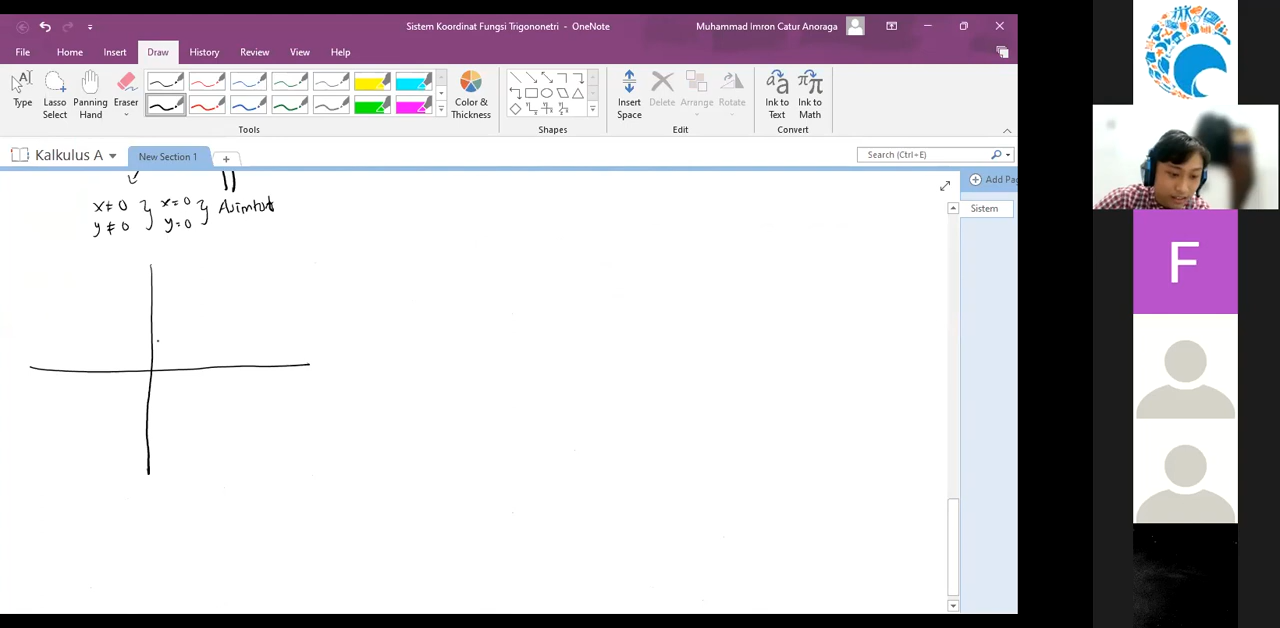 Sistem Koordinat Fungsi Trigononetri - OneNote
Muhammad Imron Catur Anoraga
File Home Insert Draw History Review View Help
Type
Lasso Select
Panning Hand
Eraser
Color & Thickness
Insert Space
Delete
Arrange
Rotate
Ink to Text
Ink to Math
Tools
Shapes
Edit
Convert
Kalkulus A
New Section 1
Search (Ctrl+E)
Add Pag
Sistem
x ≠ 0 } x = 0 } Asimtot
y ≠ 0 } y = 0
F